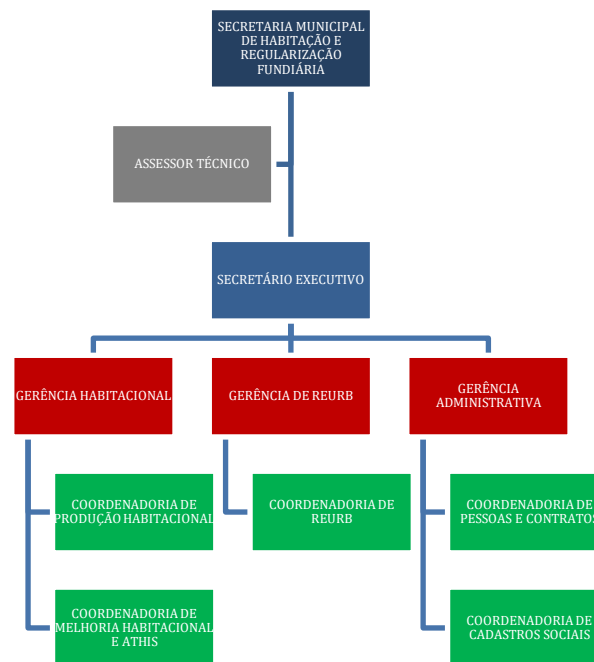 SECRETARIA MUNICIPAL
DE HABITAÇÃO E
REGULARIZAÇÃO
FUNDIÁRIA
ASSESSOR TÉCNICO
SECRETÁRIO EXECUTIVO
GERÊNCIA HABITACIONAL
GERÊNCIA DE REURB
GERÊNCIA
ADMINISTRATIVA
COORDENADORIA DE
PRODUÇÃO HABITACIONAL
COORDENADORIA DE
REURB
COORDENADORIA DE
PESSOAS E CONTRATOS
COORDENADORIA DE
MELHORIA HABITACIONAL
E ATHIS
COORDENADORIA DE
CADASTROS SOCIAIS